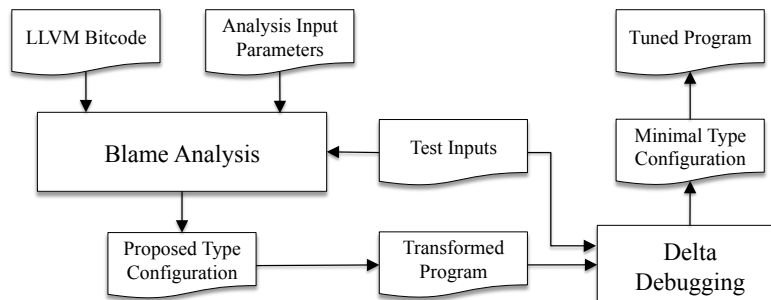 LLVM Bitcode
Analysis Input
Parameters
Tuned Program
Blame Analysis
Test Inputs
Minimal Type
Configuration
Proposed Type
Configuration
Transformed
Program
Delta
Debugging